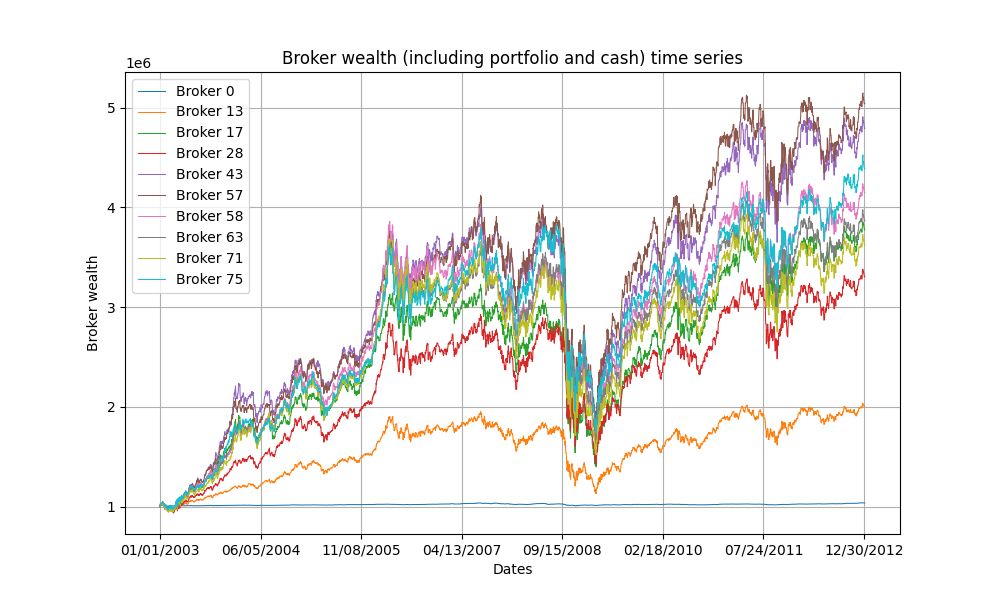 Broker wealth (including portfolio and cash) time series
1e6
5
4
3
2
1
Broker wealth
Broker 0
Broker 13
Broker 17
Broker 28
Broker 43
Broker 57
Broker 58
Broker 63
Broker 71
Broker 75
01/01/2003 06/05/2004 11/08/2005 04/13/2007 09/15/2008 02/18/2010 07/24/2011 12/30/2012
Dates